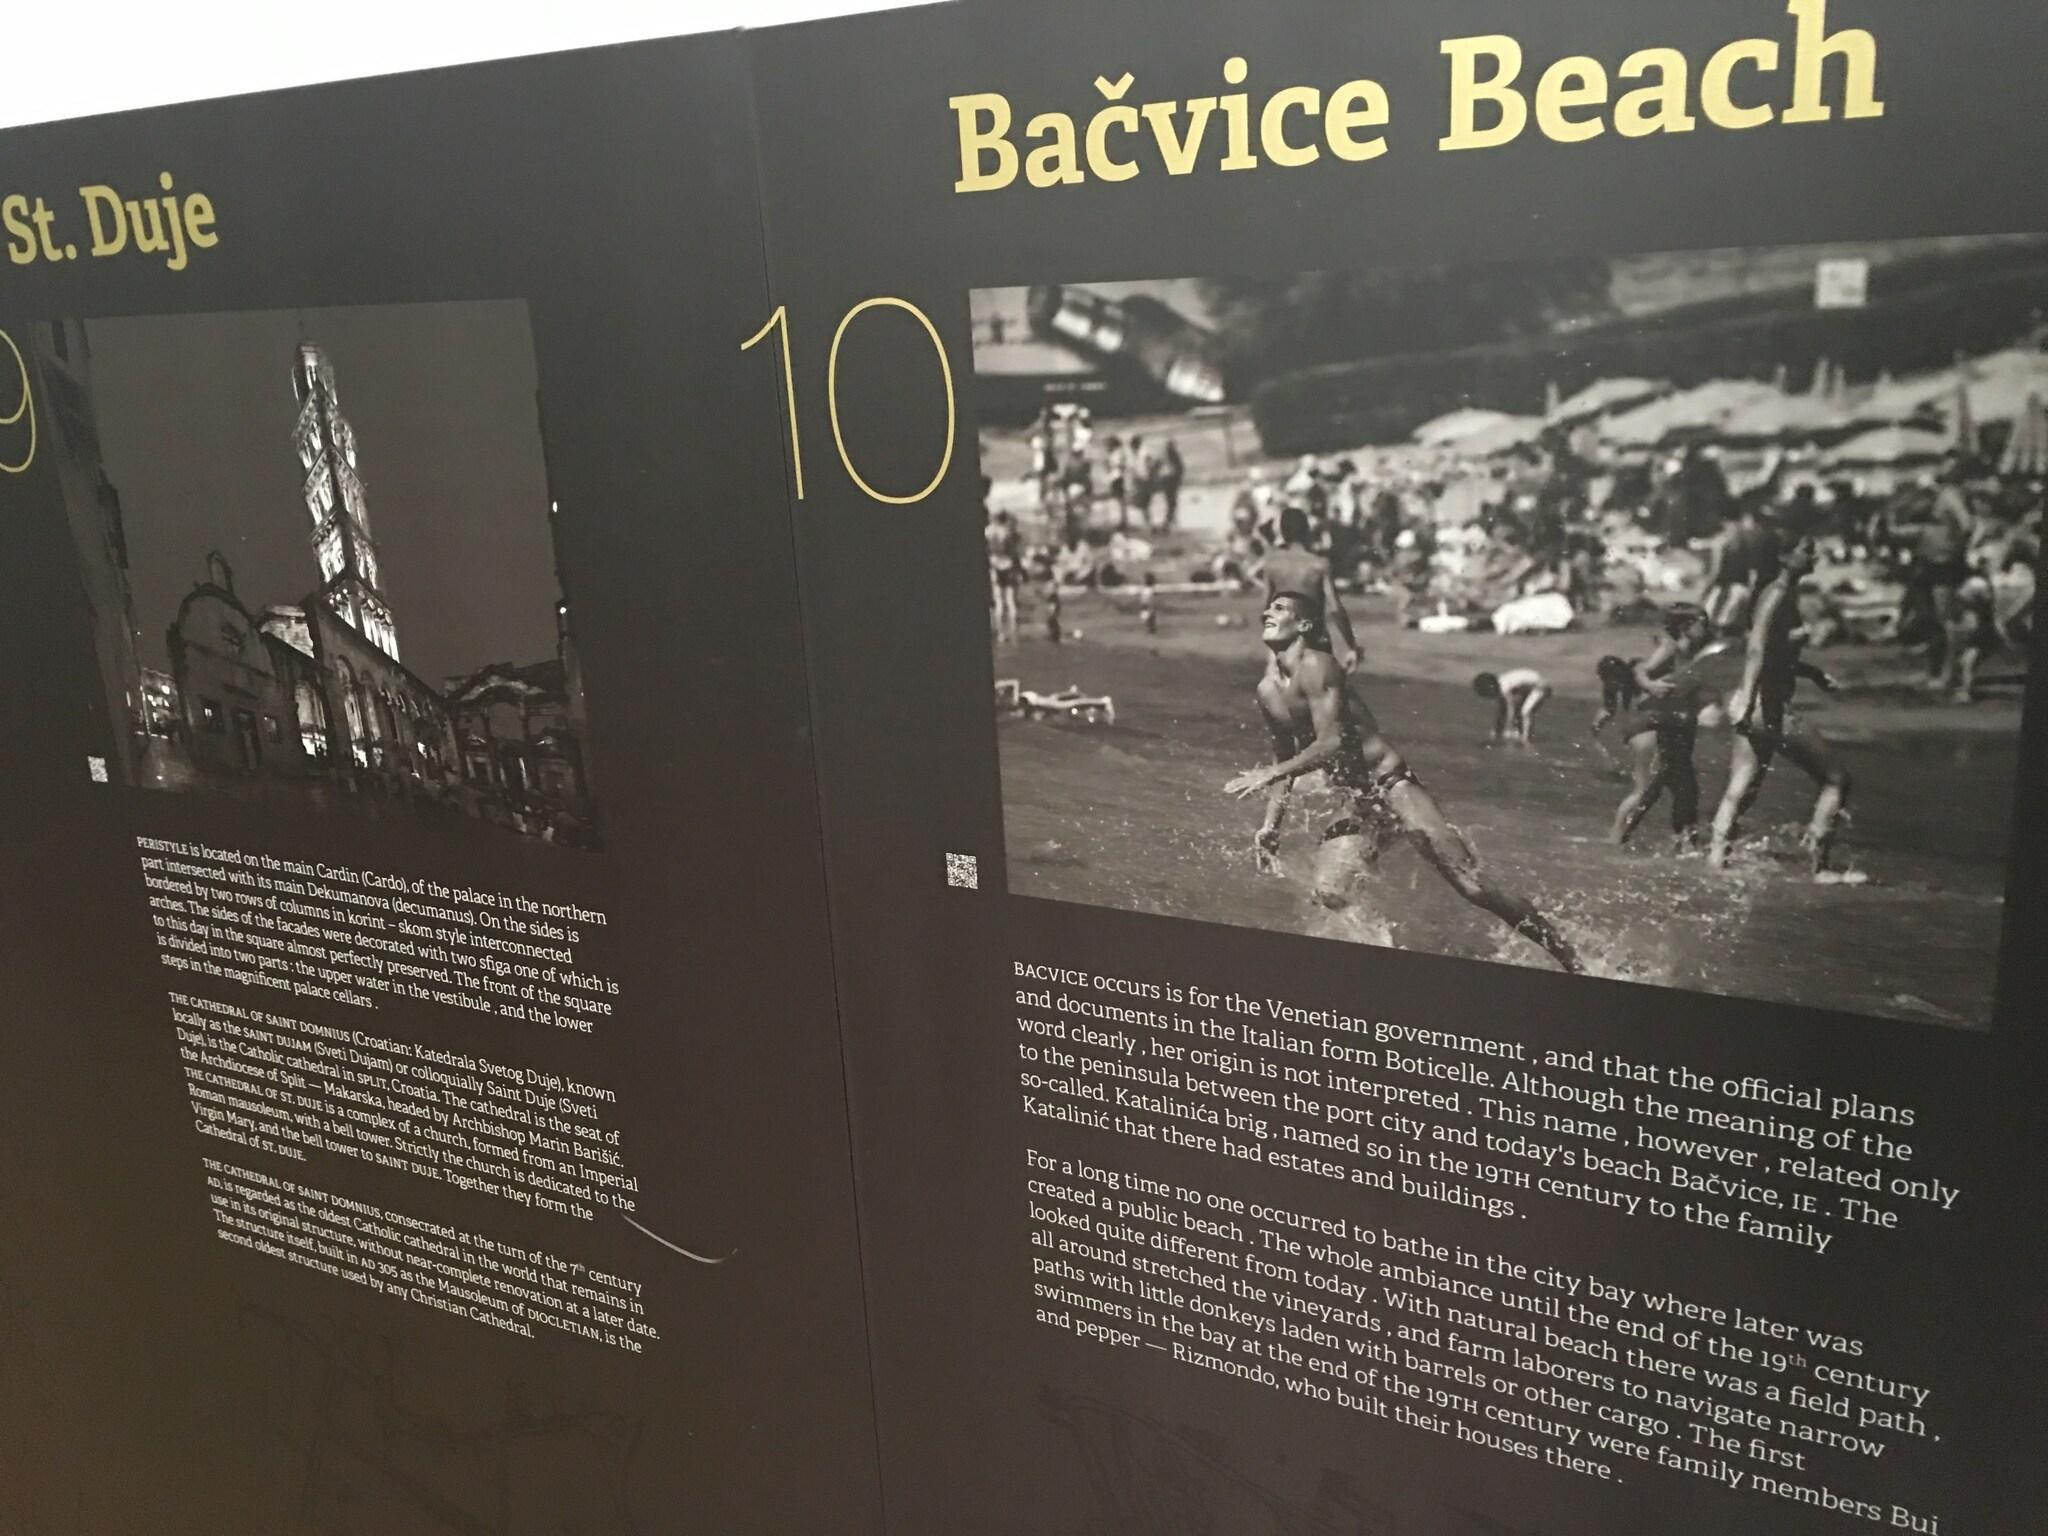 St. Duje
9
PERISTYLE is located on the main Cardin (Cardo), of the palace in the northern
part intersected with its main Dekumanova (decumanus). On the sides is
bordered by two rows of columns in korint – skom style interconnected
arches. The sides of the facades were decorated with two sfiga one of which is
to this day in the square almost perfectly preserved. The front of the square
is divided into two parts : the upper water in the vestibule , and the lower
steps in the magnificent palace cellars .
THE CATHEDRAL OF SAINT DOMNIUS (Croatian: Katedrala Svetog Duje), known
locally as the SAINT DUJAM (Sveti Dujam) or colloquially Saint Duje (Sveti
Duje), is the Catholic cathedral in SPLIT, Croatia. The cathedral is the seat of
the Archdiocese of Split — Makarska, headed by Archbishop Marin Barišić.
THE CATHEDRAL OF ST. DUJE is a complex of a church, formed from an Imperial
Roman mausoleum, with a bell tower. Strictly the church is dedicated to the
Virgin Mary, and the bell tower to SAINT DUJE. Together they form the
Cathedral of ST. DUJE.
THE CATHEDRAL OF SAINT DOMNIUS, consecrated at the turn of the 7th century
AD, is regarded as the oldest Catholic cathedral in the world that remains in
use in its original structure, without near-complete renovation at a later date.
The structure itself, built in AD 305 as the Mausoleum of DIOCLETIAN, is the
second oldest structure used by any Christian Cathedral.
Bačvice Beach
10
BACVICE occurs is for the Venetian government , and that the official plans
and documents in the Italian form Boticelle. Although the meaning of the
word clearly , her origin is not interpreted . This name , however , related only
to the peninsula between the port city and today's beach Bačvice, IE . The
so-called. Katalinića brig , named so in the 19TH century to the family
Katalinić that there had estates and buildings .
For a long time no one occurred to bathe in the city bay where later was
created a public beach . The whole ambiance until the end of the 19th century
looked quite different from today . With natural beach there was a field path ,
all around stretched the vineyards , and farm laborers to navigate narrow
paths with little donkeys laden with barrels or other cargo . The first
swimmers in the bay at the end of the 19TH century were family members Bui
and pepper — Rizmondo, who built their houses there .